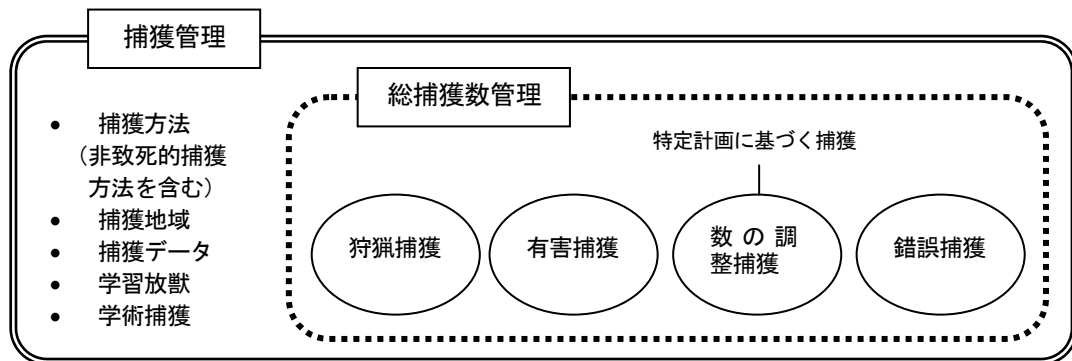 捕獲管理
総捕獲数管理
• 捕獲方法
(非致死的捕獲
方法を含む)
• 捕獲地域
• 捕獲データ
• 学習放獣
• 学術捕獲
特定計画に基づく捕獲
狩猟捕獲
有害捕獲
数の調
整捕獲
錯誤捕獲